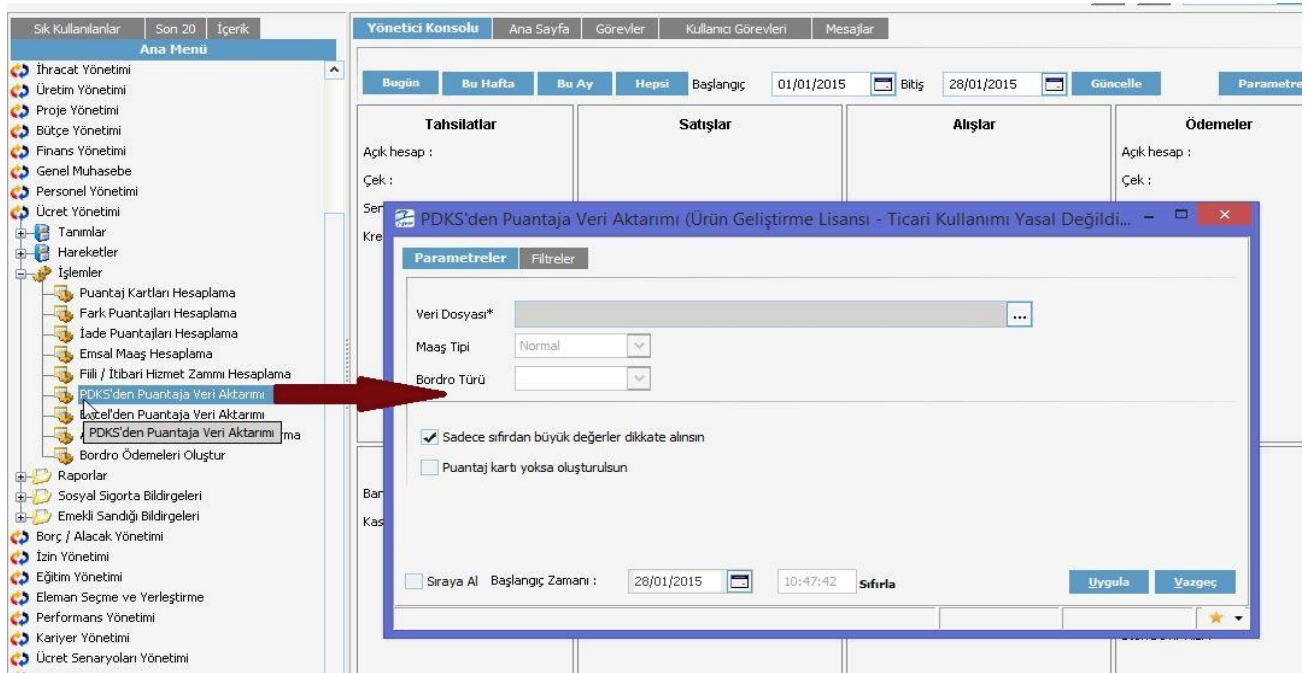 Sık Kullanılanlar Son 20 İçerik
Ana Menü
İhracat Yönetimi
Üretim Yönetimi
Proje Yönetimi
Bütçe Yönetimi
Finans Yönetimi
Genel Muhasebe
Personel Yönetimi
Ücret Yönetimi
Tanımlar
Hareketler
İşlemler
Puantaj Kartları Hesaplama
Fark Puantajları Hesaplama
İade Puantajları Hesaplama
Emsal Maaş Hesaplama
Fiili / İtibari Hizmet Zammı Hesaplama
PDKS'den Puantaja Veri Aktarımı
Excel'den Puantaja Veri Aktarımı
PDKS'den Puantaja Veri Aktarımı
Bordro Ödemeleri Oluştur
Raporlar
Sosyal Sigorta Bildirgeleri
Emekli Sandığı Bildirgeleri
Borç / Alacak Yönetimi
İzin Yönetimi
Eğitim Yönetimi
Eleman Seçme ve Yerleştirme
Performans Yönetimi
Kariyer Yönetimi
Ücret Senaryoları Yönetimi
Yönetici Konsolu Ana Sayfa Görevler Kullanıcı Görevleri Mesajlar
Bugün Bu Hafta Bu Ay Hepsi Başlangıç 01/01/2015 Bitiş 28/01/2015 Güncelle Parametre
Tahsilatlar Satışlar Alışlar Ödemeler
Açık hesap : Açık hesap :
Çek : Çek :
PDKS'den Puantaja Veri Aktarımı (Ürün Geliştirme Lisansı - Ticari Kullanımı Yasal Değildi...
Parametreler Filtreler
Veri Dosyası* ...
Maaş Tipi Normal
Bordro Türü
Sadece sıfırdan büyük değerler dikkate alınsın
Puantaj kartı yoksa oluşturulsun
Sıraya Al Başlangıç Zamanı : 28/01/2015 10:47:42 Sıfırla
Uygula Vazgeç